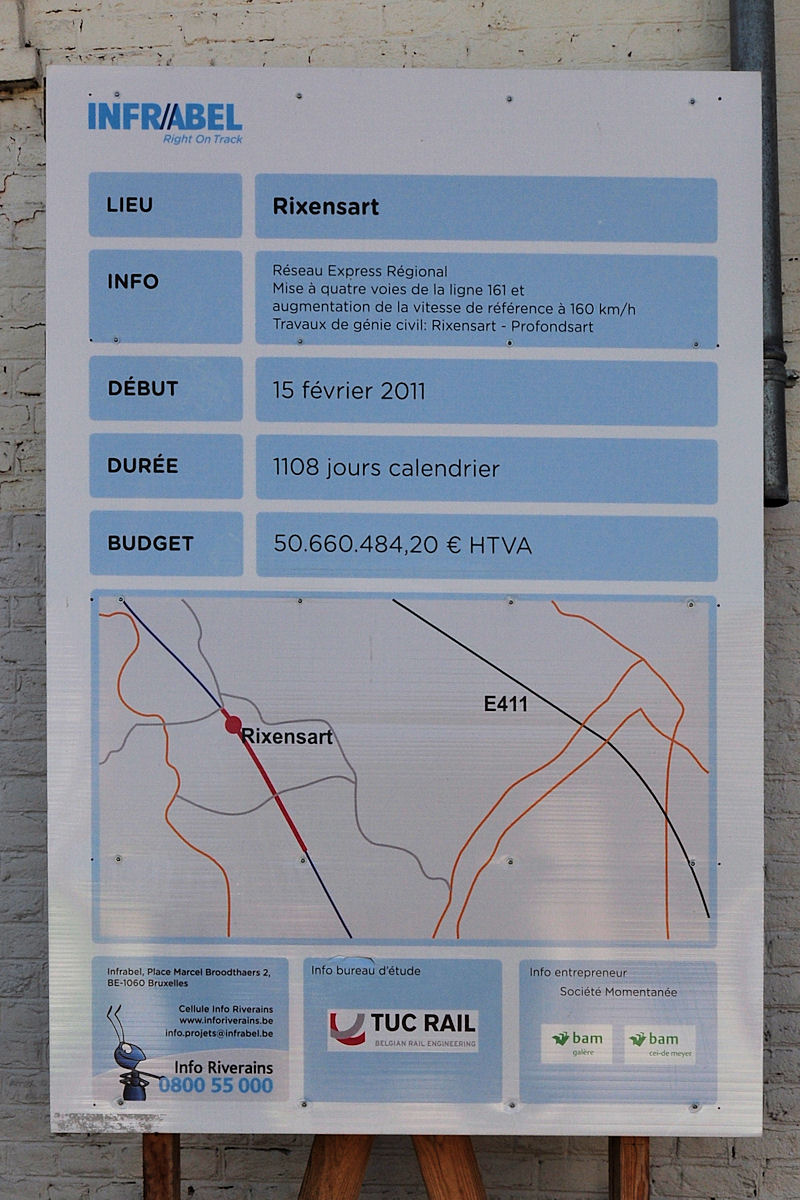 INFRABEL
Right On Track
LIEU
Rixensart
INFO
Réseau Express Régional
Mise à quatre voies de la ligne 161 et
augmentation de la vitesse de référence à 160 km/h
Travaux de génie civil: Rixensart - Profondsart
DÉBUT
15 février 2011
DURÉE
1108 jours calendrier
BUDGET
50.660.484,20 € HTVA
E411
Rixensart
Infrabel, Place Marcel Broodthaers 2,
BE-1060 Bruxelles
Cellule Info Riverains
www.inforiverains.be
info.projets@infrabel.be
Info Riverains
0800 55 000
Info bureau d'étude
TUC RAIL
BELGIAN RAIL ENGINEERING
Info entrepreneur
Société Momentanée
bam
galère
bam
cei-de meyer